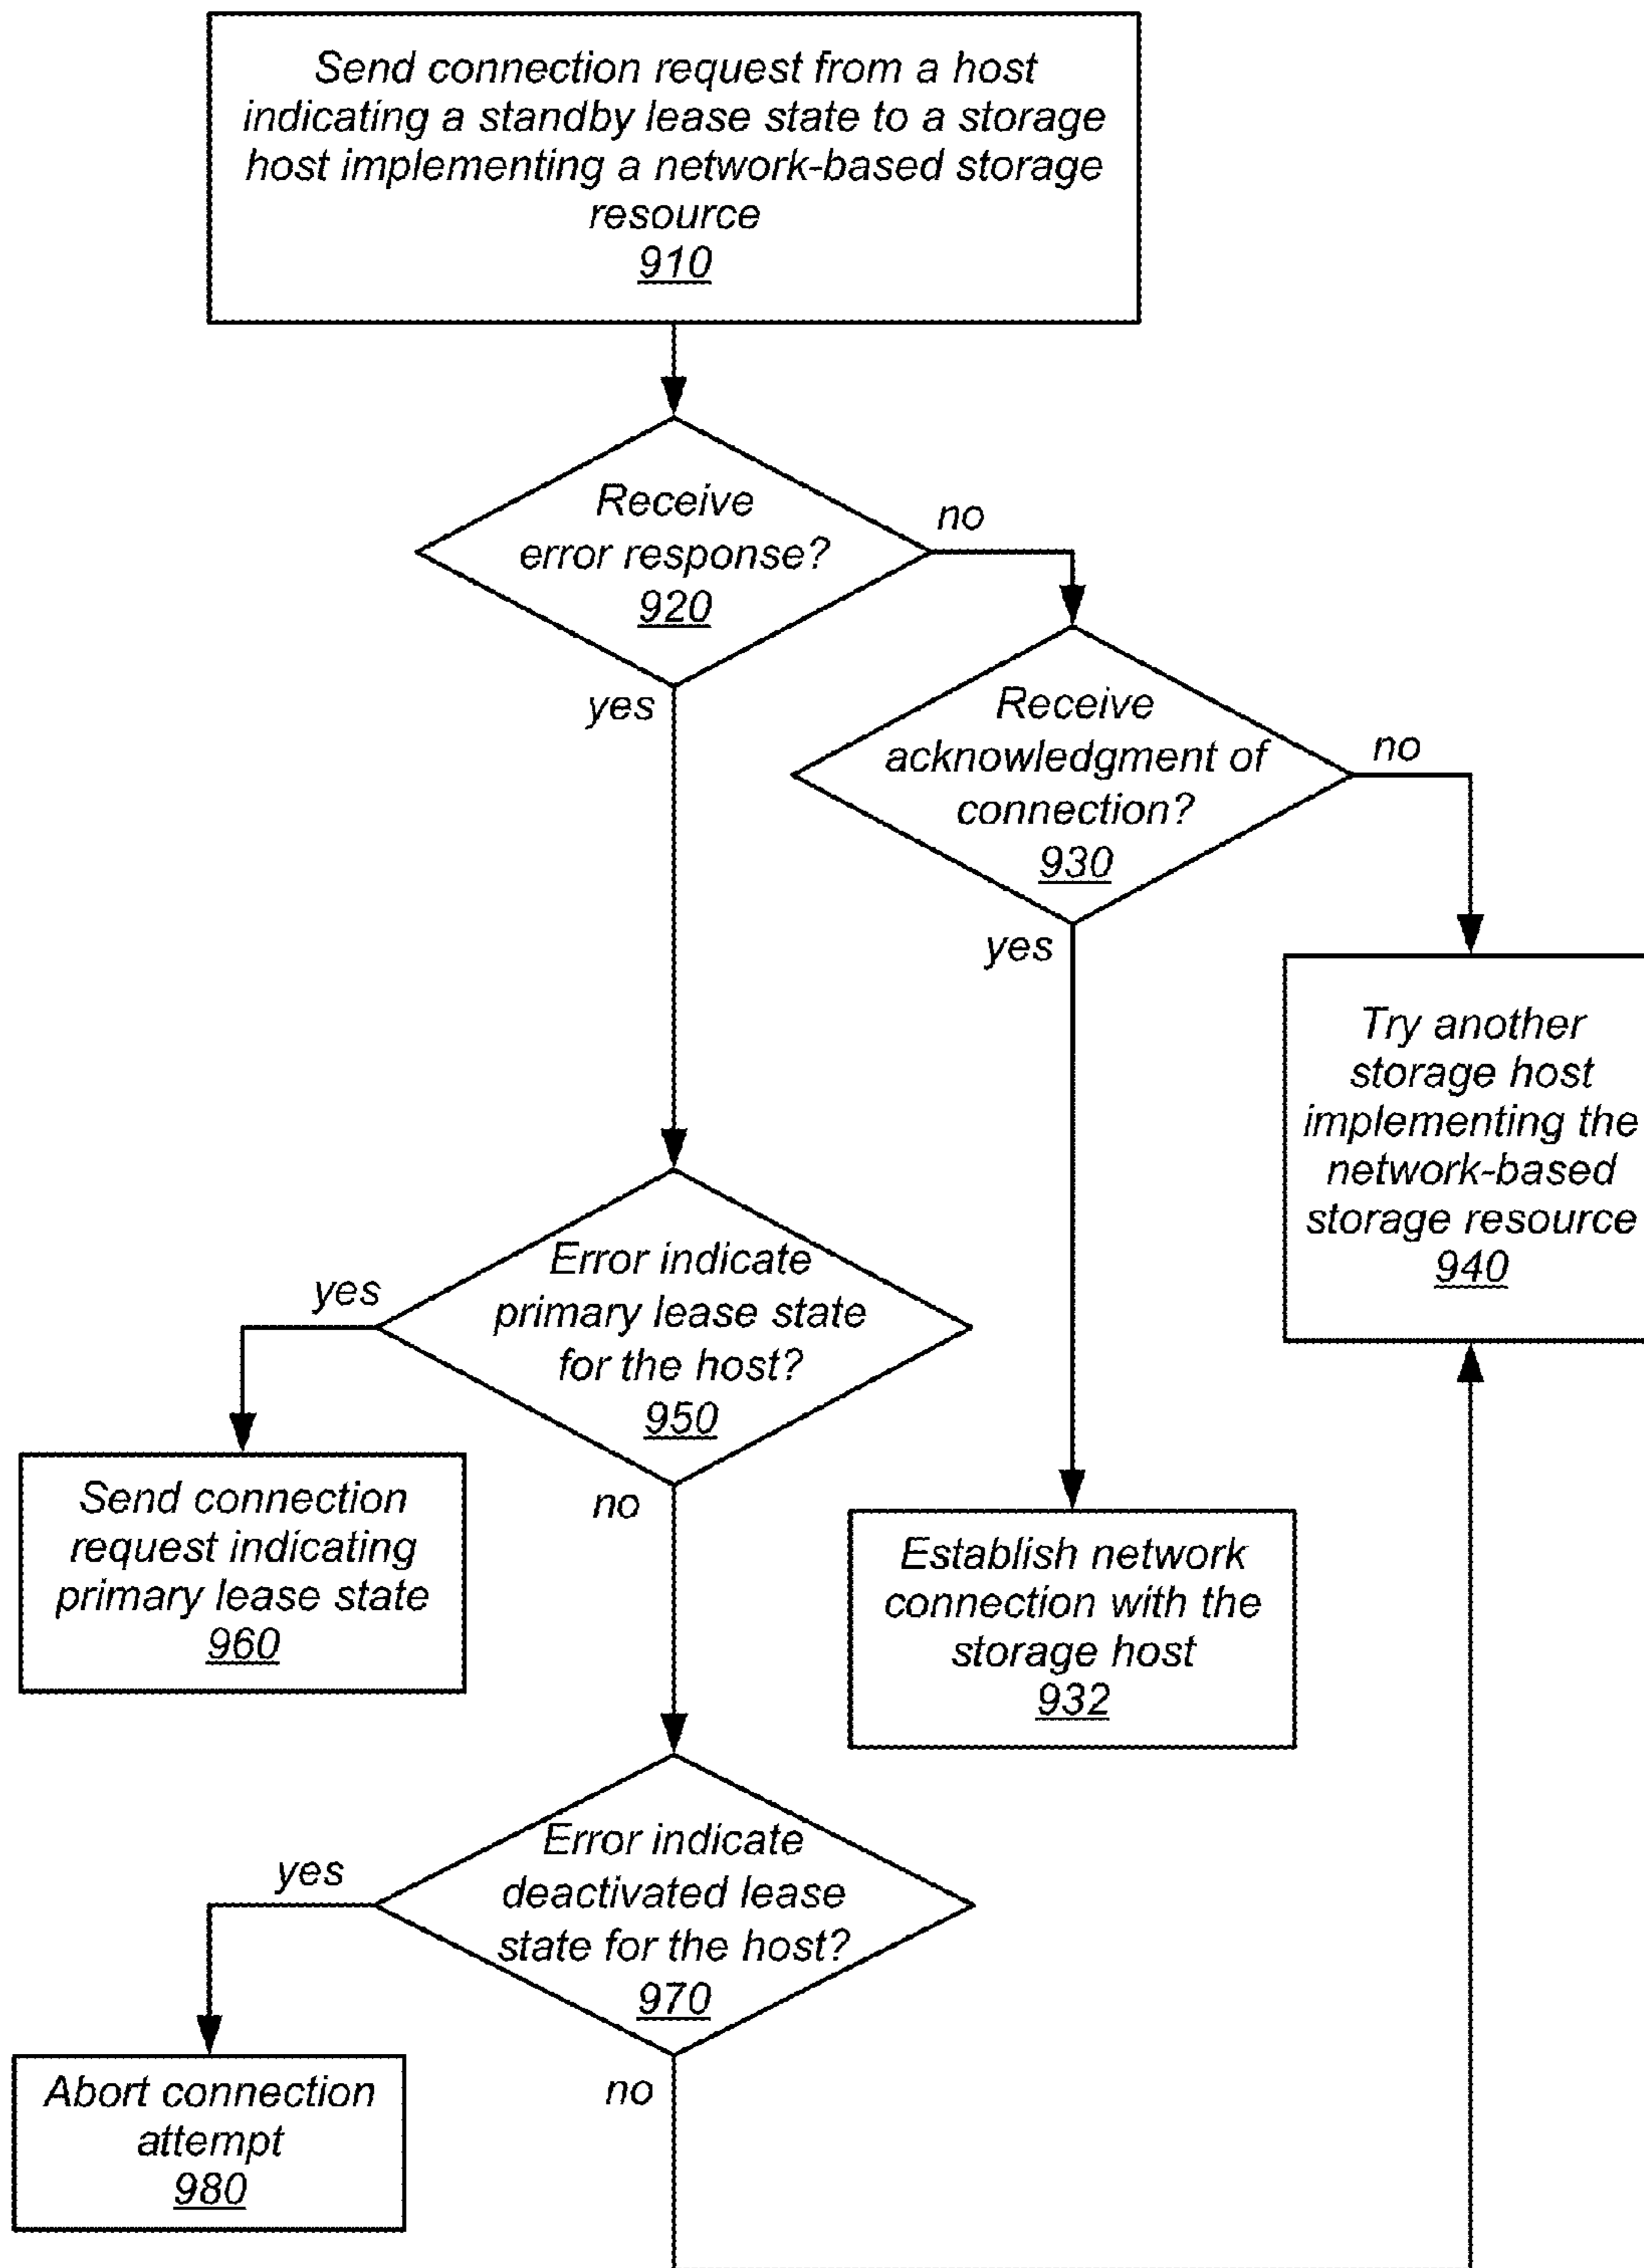 Send connection request from a host
indicating a standby lease state to a storage
host implementing a network-based storage
resource
910
Receive
error response?
920
no
yes
Receive
acknowledgment of
connection?
930
no
yes
Try another
storage host
implementing the
network-based
storage resource
940
Error indicate
primary lease state
for the host?
950
yes
no
Send connection
request indicating
primary lease state
960
Establish network
connection with the
storage host
932
Error indicate
deactivated lease
state for the host?
970
yes
no
Abort connection
attempt
980